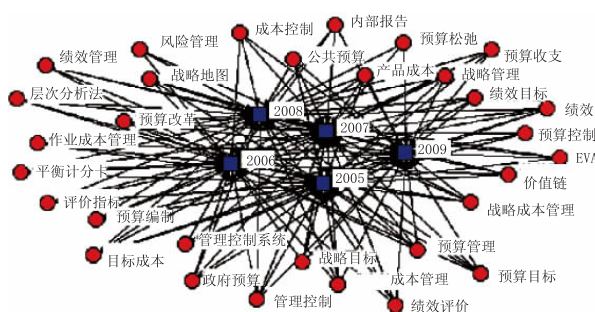 内部报告
成本控制
风险管理
预算松弛
预算收支
公共预算
绩效管理
战略地图
产品成本
战略管理
层次分析法
绩效目标
绩效
预算改革
2008
2007
预算控制
作业成本管理
2009
EVA
2006
平衡计分卡
2005
价值链
评价指标
预算编制
战略成本管理
管理控制系统
预算管理
目标成本
战略目标
政府预算
成本管理
预算目标
管理控制
绩效评价